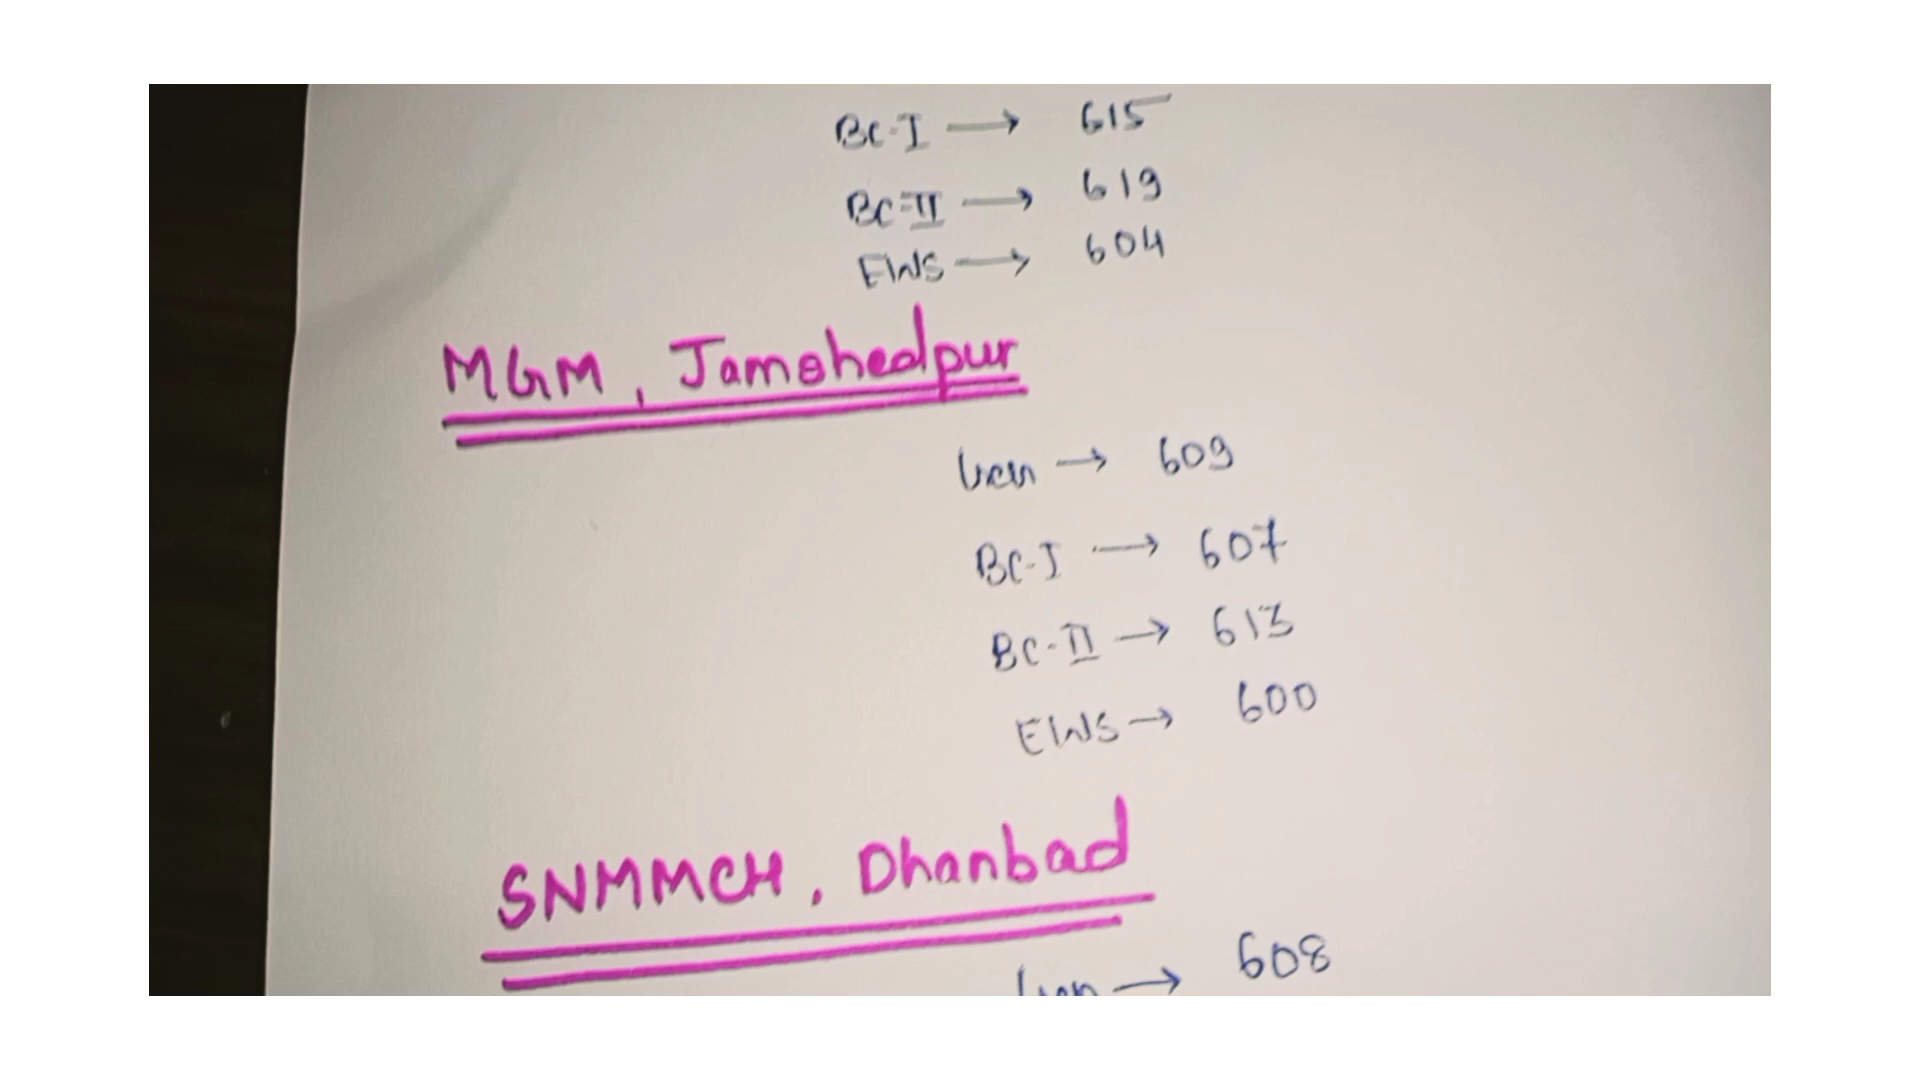 BC-I → 615
BC-II → 619
EWS → 604
MGM, Jamshedpur
Gen → 609
BC-I → 607
BC-II → 613
EWS → 600
SNMMCH, Dhanbad
Gen → 608